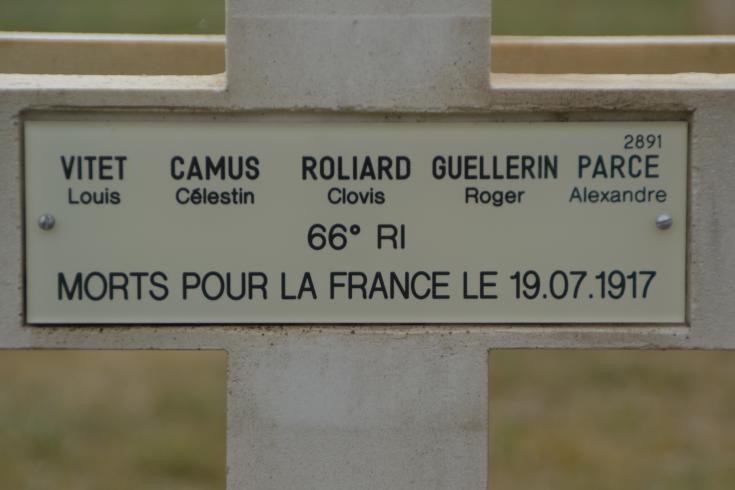 2891
VITET CAMUS ROLIARD GUELLERIN PARCE
Louis Célestin Clovis Roger Alexandre
66° RI
MORTS POUR LA FRANCE LE 19.07.1917